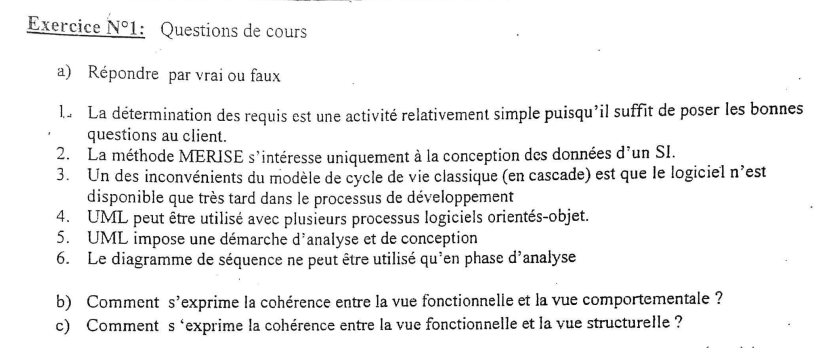 Exercice N°1: Questions de cours
a) Répondre par vrai ou faux
1. La détermination des requis est une activité relativement simple puisqu'il suffit de poser les bonnes
questions au client.
2. La méthode MERISE s'intéresse uniquement à la conception des données d'un SI.
3. Un des inconvénients du modèle de cycle de vie classique (en cascade) est que le logiciel n'est
disponible que très tard dans le processus de développement
4. UML peut être utilisé avec plusieurs processus logiciels orientés-objet.
5. UML impose une démarche d'analyse et de conception
6. Le diagramme de séquence ne peut être utilisé qu'en phase d'analyse
b) Comment s'exprime la cohérence entre la vue fonctionnelle et la vue comportementale ?
c) Comment s 'exprime la cohérence entre la vue fonctionnelle et la vue structurelle ?